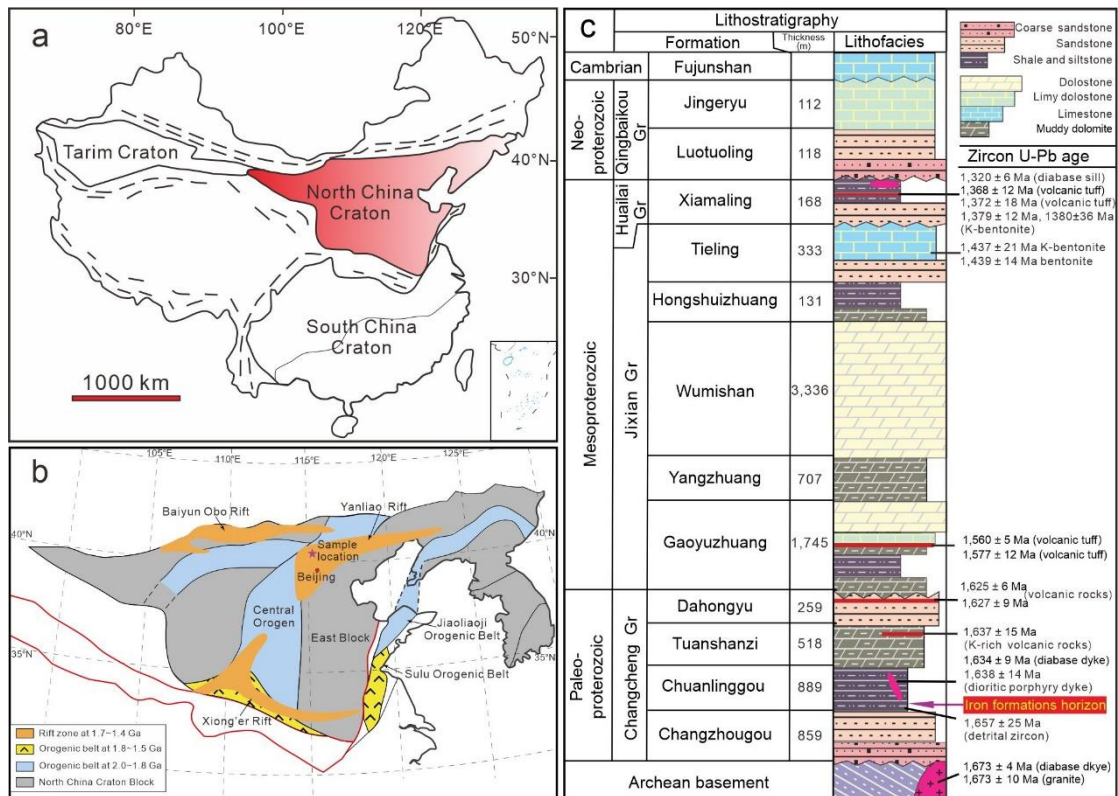 a
80°E
100°E
120°E
50°N
40°N
30°N
Tarim Craton
North China
Craton
South China
Craton
1000 km
b
105°E
110°E
115°E
120°E
125°E
40°N
35°N
40°N
35°N
Baiyun Obo Rift
Yanliao Rift
Sample
location
Beijing
Central
Orogen
East Block
Jiaoliaoji
Orogenic Belt
Sulu Orogenic Belt
Xiong'er Rift
Rift zone at 1.7~1.4 Ga
Orogenic belt at 1.8~1.5 Ga
Orogenic belt at 2.0~1.8 Ga
North China Craton Block
c
Lithostratigraphy
Formation
Thickness
(m)
Lithofacies
Cambrian
Fujunshan
Neo-
proterozoic
Qingbaikou
Gr
Jingeryu
112
Luotuoling
118
Mesoproterozoic
Huailai
Gr
Xiamaling
168
Jixian Gr
Tieling
333
Hongshuizhuang
131
Wumishan
3,336
Yangzhuang
707
Gaoyuzhuang
1,745
Paleo-
proterozoic
Changcheng Gr
Dahongyu
259
Tuanshanzi
518
Chuanlinggou
889
Changzhougou
859
Archean basement
Coarse sandstone
Sandstone
Shale and siltstone
Dolostone
Limy dolostone
Limestone
Muddy dolomite
Zircon U-Pb age
1,320 ± 6 Ma (diabase sill)
1,368 ± 12 Ma (volcanic tuff)
1,372 ± 18 Ma (volcanic tuff)
1,379 ± 12 Ma, 1380±36 Ma
(K-bentonite)
1,437 ± 21 Ma K-bentonite
1,439 ± 14 Ma bentonite
1,560 ± 5 Ma (volcanic tuff)
1,577 ± 12 Ma (volcanic tuff)
1,625 ± 6 Ma
(volcanic rocks)
1,627 ± 9 Ma
1,637 ± 15 Ma
(K-rich volcanic rocks)
1,634 ± 9 Ma (diabase dyke)
1,638 ± 14 Ma
(dioritic porphyry dyke)
Iron formations horizon
1,657 ± 25 Ma
(detrital zircon)
1,673 ± 4 Ma (diabase dkye)
1,673 ± 10 Ma (granite)